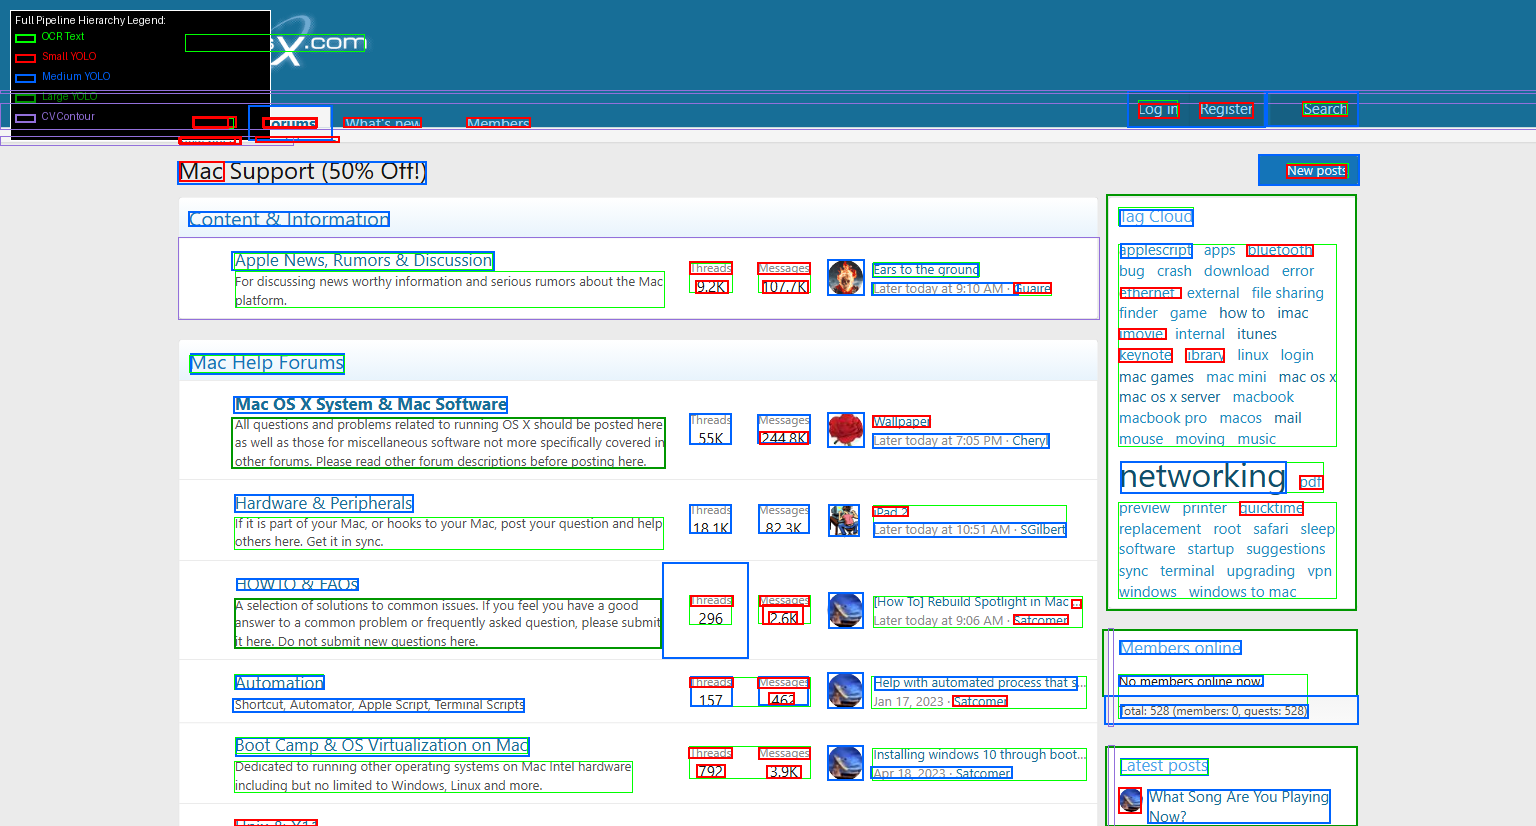 Full Pipeline Hierarchy Legend:
OCR Text
Small YOLO
Medium YOLO
Large YOLO
CV Contour
X.com
Forums What's new Members
Log in Register Search
Mac Support (50% Off!)
New posts
Content & Information
Apple News, Rumors & Discussion
For discussing news worthy information and serious rumors about the Mac
platform.
Threads
9.2K
Messages
107.7K
Ears to the ground
Later today at 9:10 AM · Guaire
Mac Help Forums
Mac OS X System & Mac Software
All questions and problems related to running OS X should be posted here
as well as those for miscellaneous software not more specifically covered in
other forums. Please read other forum descriptions before posting here.
Threads
55K
Messages
244.8K
Wallpaper
Later today at 7:05 PM · Cheryl
Hardware & Peripherals
If it is part of your Mac, or hooks to your Mac, post your question and help
others here. Get it in sync.
Threads
18.1K
Messages
82.3K
iPad 2
Later today at 10:51 AM · SGilbert
HOWTO & FAQs
A selection of solutions to common issues. If you feel you have a good
answer to a common problem or frequently asked question, please submit
it here. Do not submit new questions here.
Threads
296
Messages
2.6K
[How To] Rebuild Spotlight in Mac ...
Later today at 9:06 AM · Satcomer
Automation
Shortcut, Automator, Apple Script, Terminal Scripts
Threads
157
Messages
462
Help with automated process that s...
Jan 17, 2023 · Satcomer
Boot Camp & OS Virtualization on Mac
Dedicated to running other operating systems on Mac Intel hardware
including but no limited to Windows, Linux and more.
Threads
792
Messages
3.9K
Installing windows 10 through boot...
Apr 18, 2023 · Satcomer
Unix & X11
Tag Cloud
applescript apps bluetooth
bug crash download error
ethernet external file sharing
finder game how to imac
imovie internal itunes
keynote library linux login
mac games mac mini mac os x
mac os x server macbook
macbook pro macos mail
mouse moving music
networking pdf
preview printer quicktime
replacement root safari sleep
software startup suggestions
sync terminal upgrading vpn
windows windows to mac
Members online
No members online now.
Total: 528 (members: 0, guests: 528)
Latest posts
What Song Are You Playing
Now?